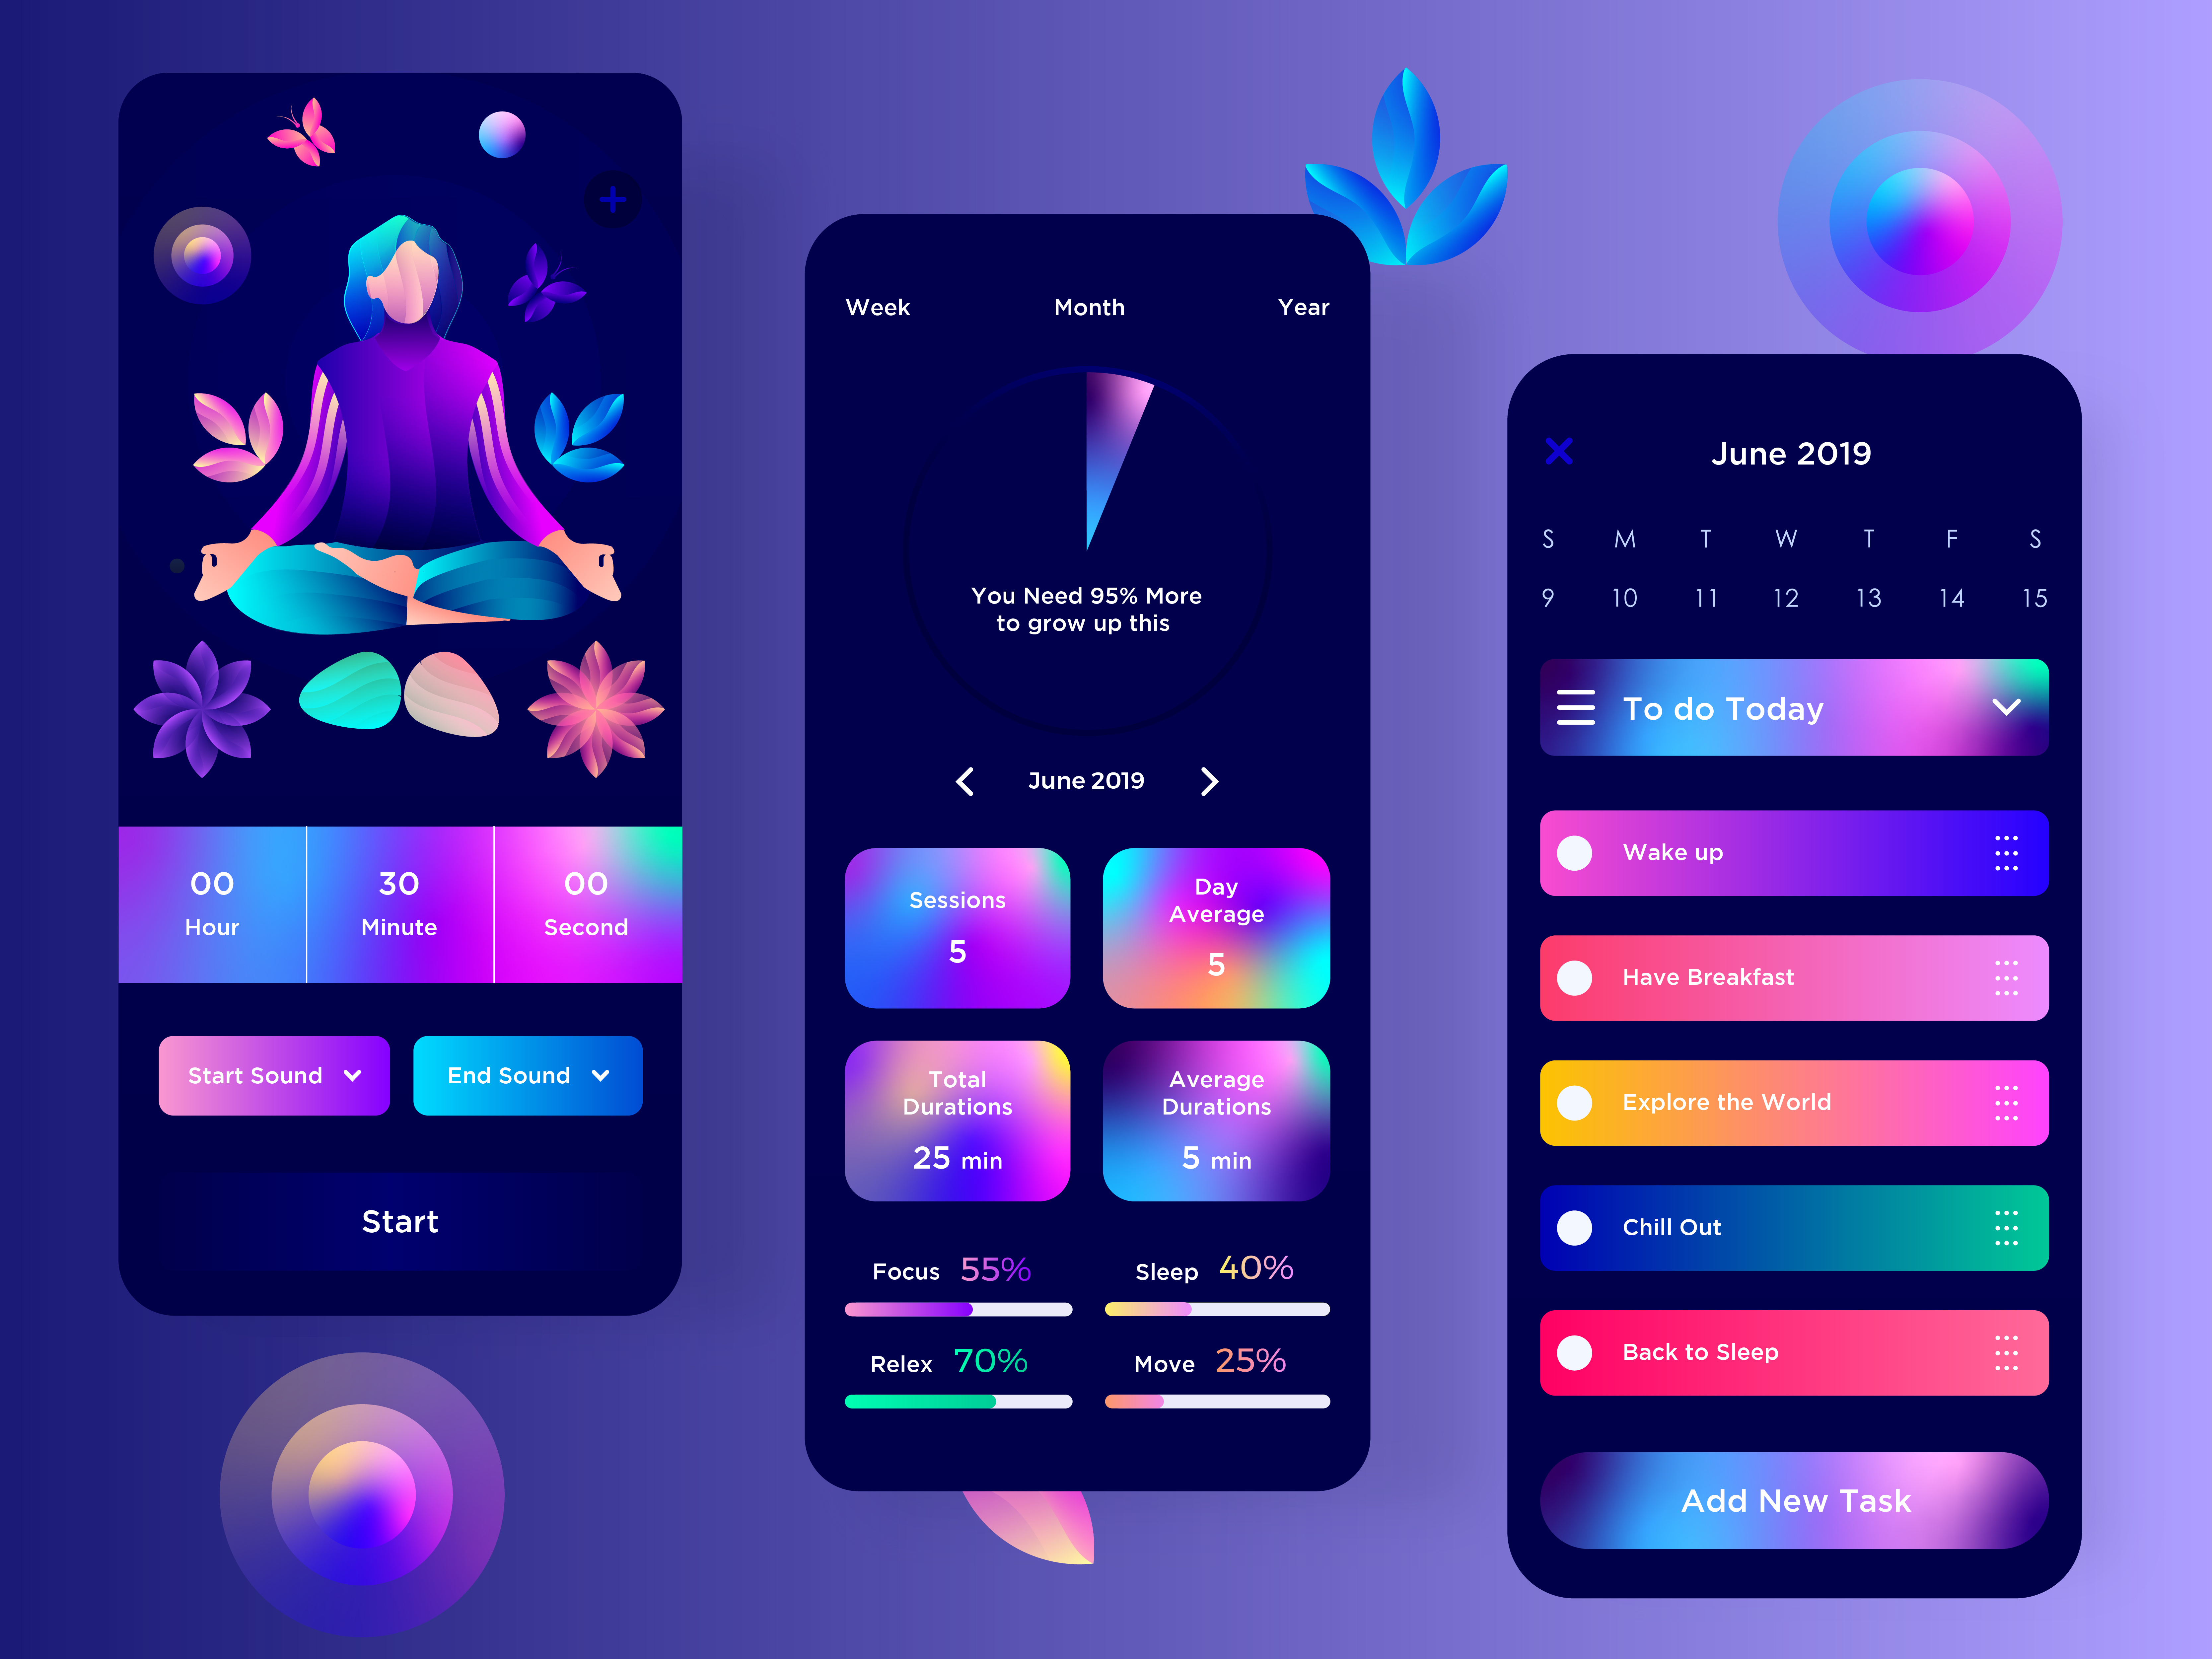 00 30 00
Hour Minute Second
Start Sound End Sound
Start
Week Month Year
You Need 95% More
to grow up this
June 2019
Sessions
5
Day
Average
5
Total
Durations
25 min
Average
Durations
5 min
Focus 55% Sleep 40%
Relex 70% Move 25%
June 2019
S M T W T F S
9 10 11 12 13 14 15
To do Today
Wake up
Have Breakfast
Explore the World
Chill Out
Back to Sleep
Add New Task